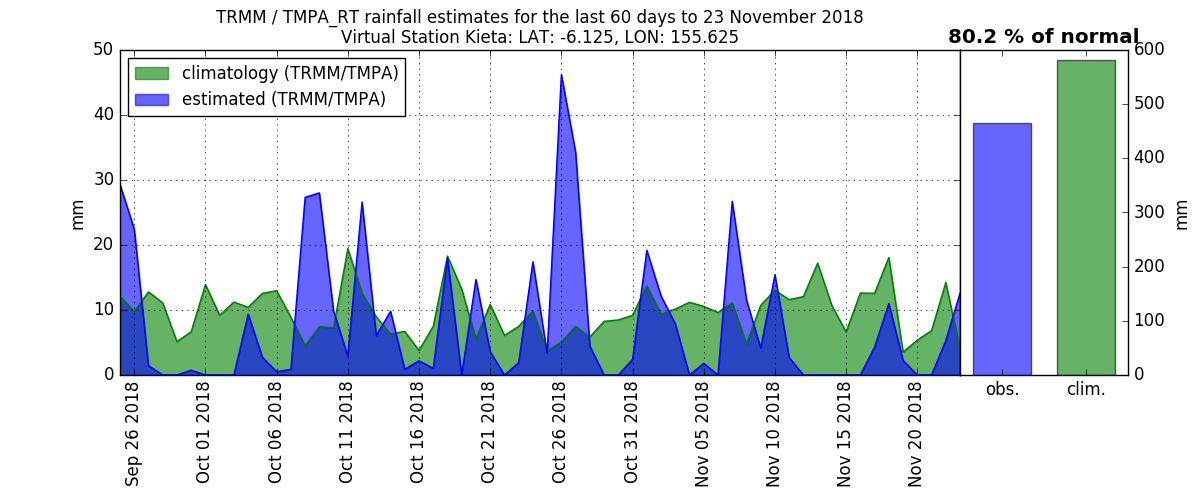 TRMM / TMPA_RT rainfall estimates for the last 60 days to 23 November 2018
Virtual Station Kieta: LAT: -6.125, LON: 155.625
80.2 % of normal
climatology (TRMM/TMPA)
estimated (TRMM/TMPA)
mm
50
40
30
20
10
0
Sep 26 2018
Oct 01 2018
Oct 06 2018
Oct 11 2018
Oct 16 2018
Oct 21 2018
Oct 26 2018
Oct 31 2018
Nov 05 2018
Nov 10 2018
Nov 15 2018
Nov 20 2018
obs.
clim.
600
500
400
300
200
100
0
mm